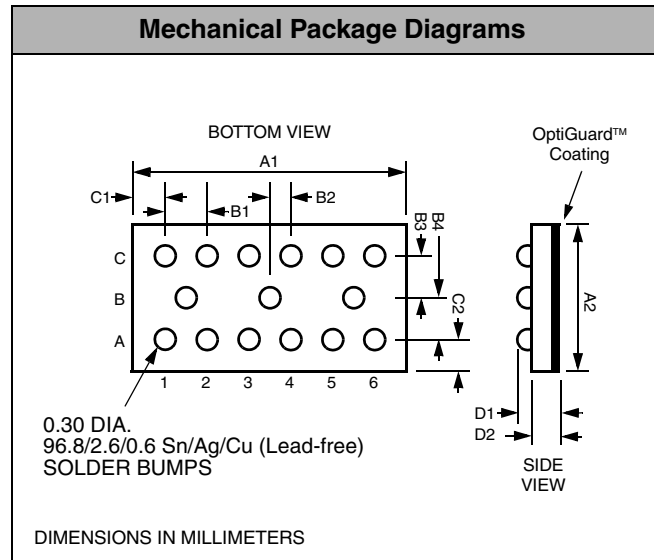 Mechanical Package Diagrams
BOTTOM VIEW
OptiGuard™
Coating
A1
C1
B1
B2
B3
B4
C2
A2
C
B
A
1 2 3 4 5 6
D1
D2
SIDE
VIEW
0.30 DIA.
96.8/2.6/0.6 Sn/Ag/Cu (Lead-free)
SOLDER BUMPS
DIMENSIONS IN MILLIMETERS